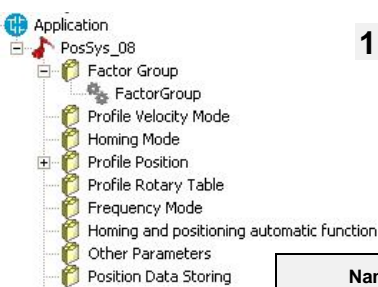 Application
1
PosSys_08
Factor Group
FactorGroup
Profile Velocity Mode
Homing Mode
Profile Position
Profile Rotary Table
Frequency Mode
Homing and positioning automatic function
Other Parameters
Position Data Storing